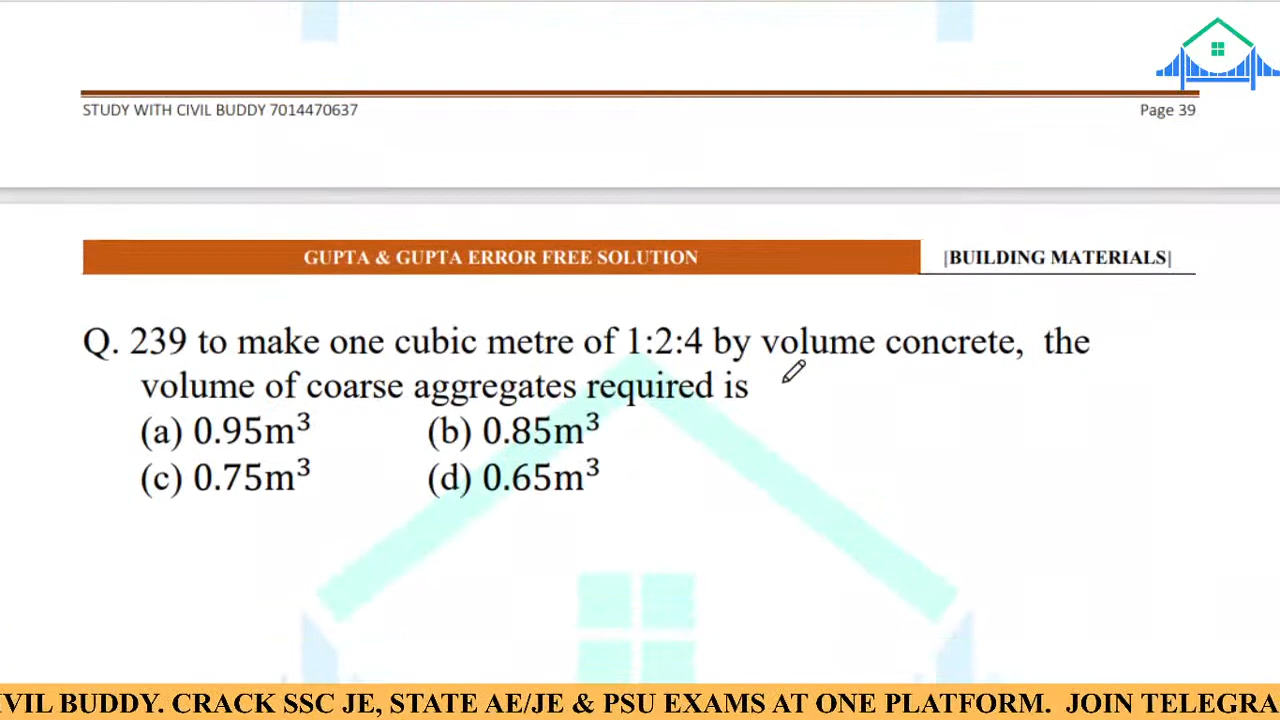 STUDY WITH CIVIL BUDDY 7014470637
Page 39
GUPTA & GUPTA ERROR FREE SOLUTION
|BUILDING MATERIALS|
Q. 239 to make one cubic metre of 1:2:4 by volume concrete, the
volume of coarse aggregates required is
(a) 0.95m³ (b) 0.85m³
(c) 0.75m³ (d) 0.65m³
IVIL BUDDY. CRACK SSC JE, STATE AE/JE & PSU EXAMS AT ONE PLATFORM. JOIN TELEGRA